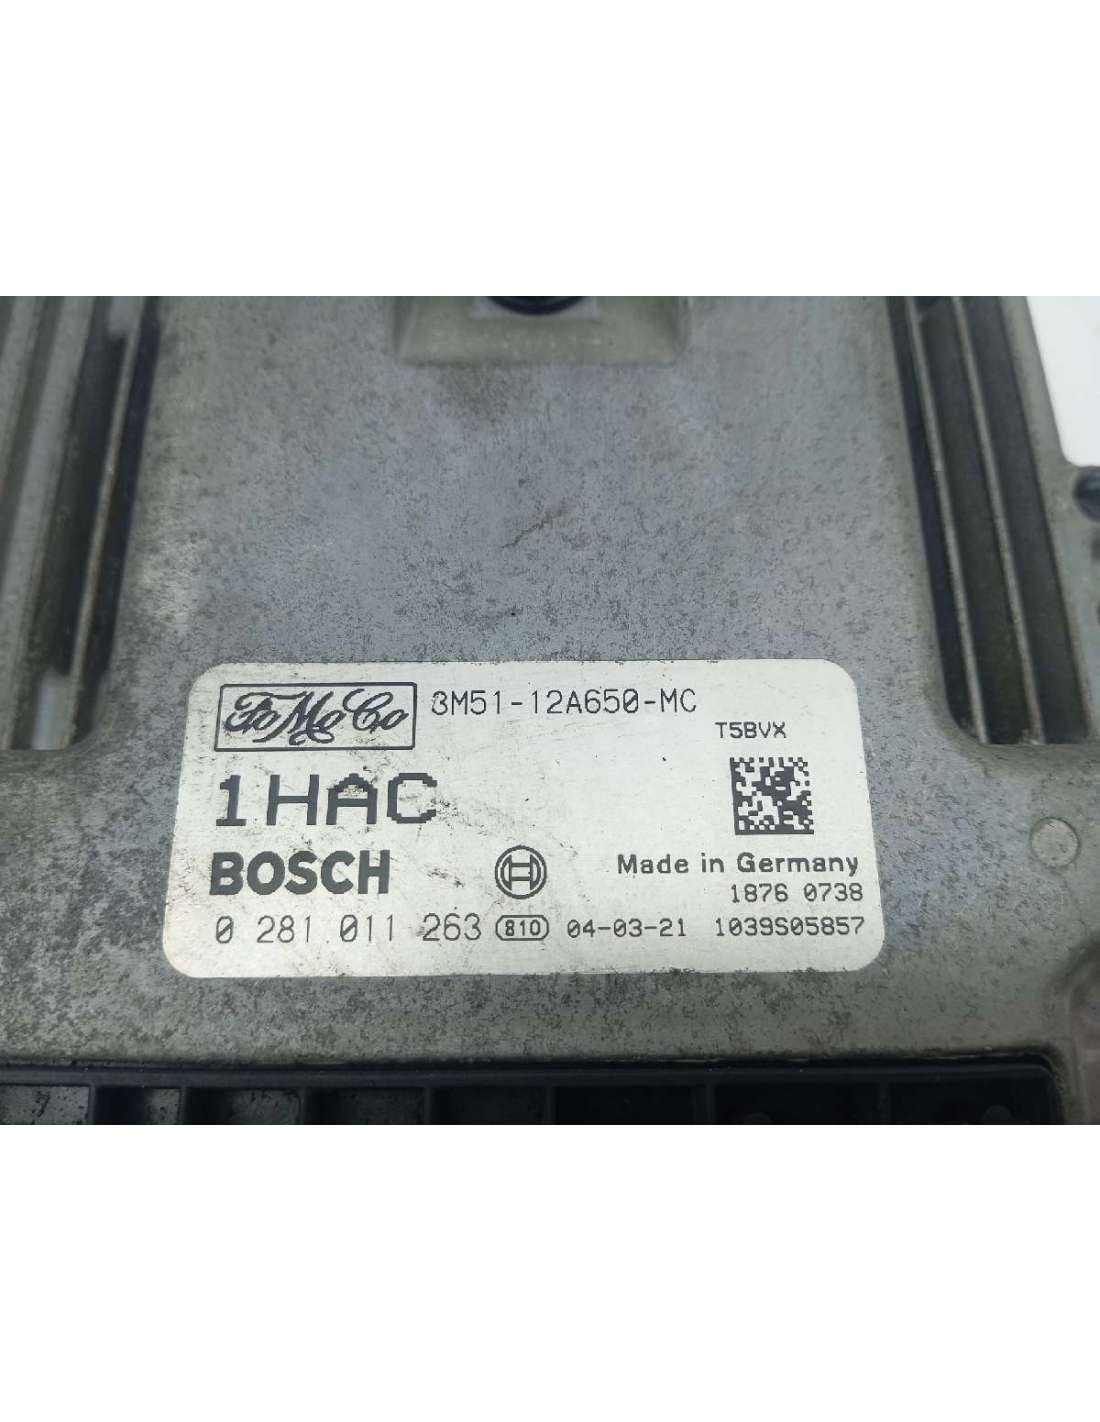 FoMoCo 3M51-12A650-MC
T5BVX
1HAC
BOSCH Made in Germany
1876 0738
0 281 011 263 810 04-03-21 1039S05857